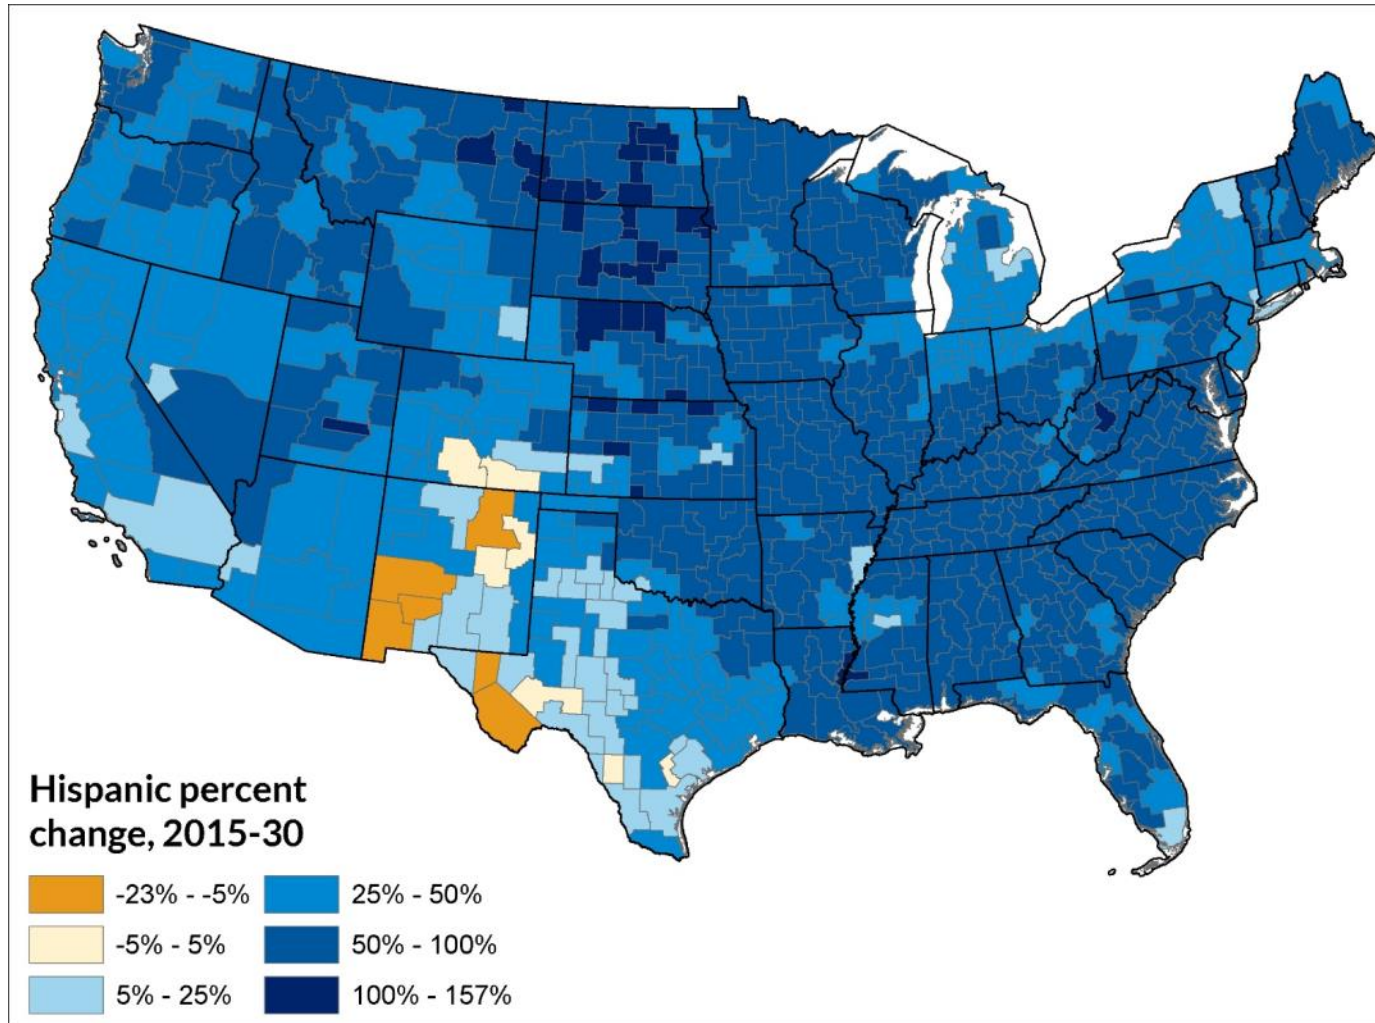 Hispanic percent
change, 2015-30
-23% - -5%
25% - 50%
-5% - 5%
50% - 100%
5% - 25%
100% - 157%